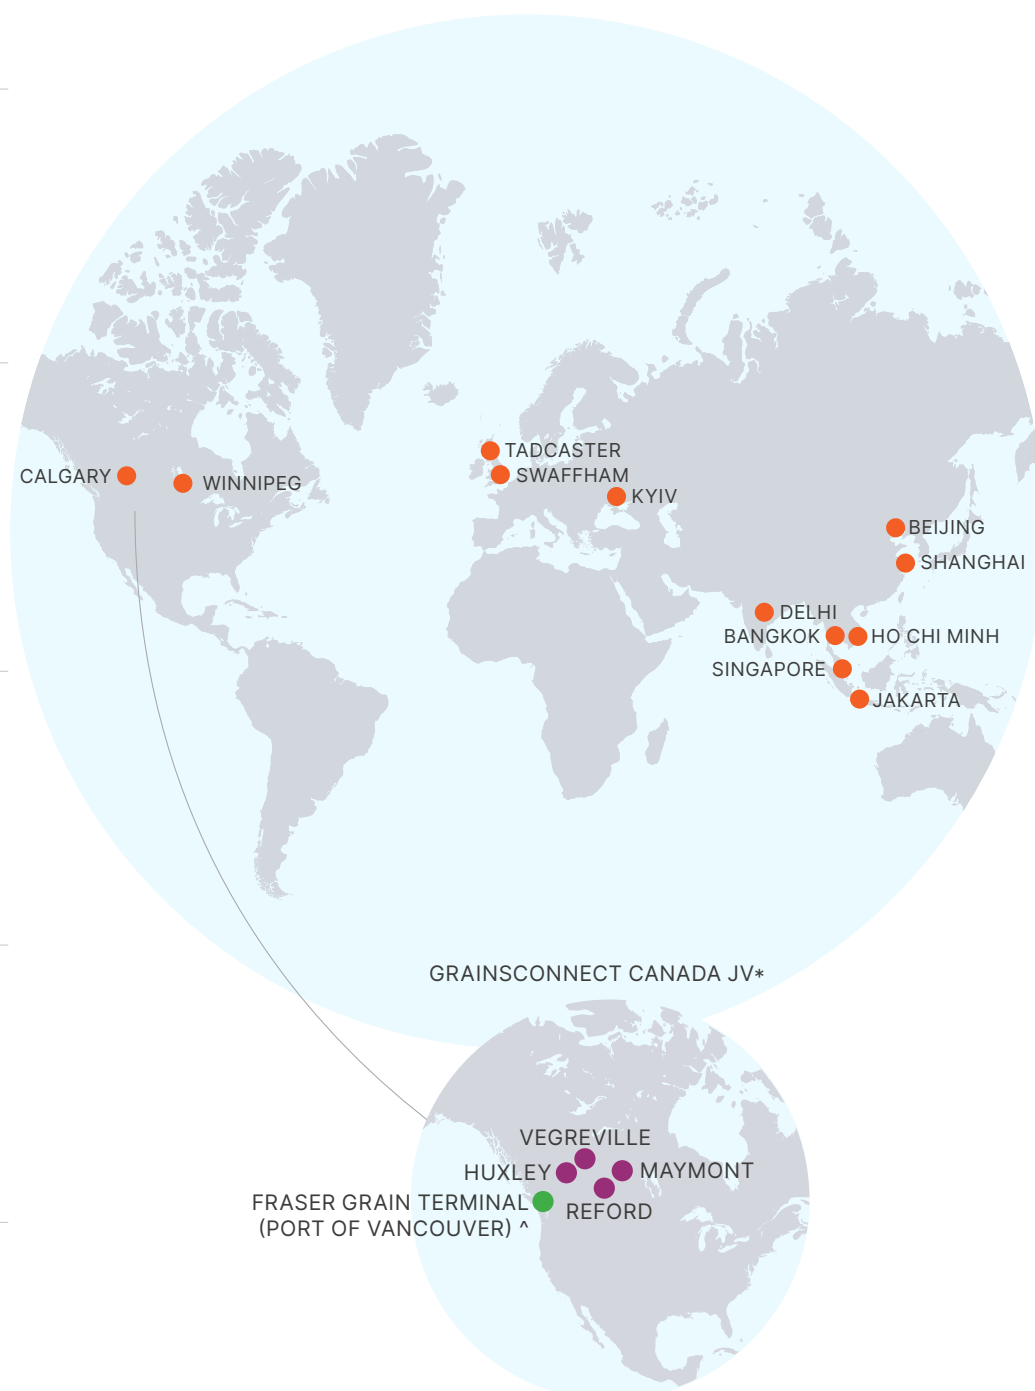 TADCASTER
CALGARY
WINNIPEG
SWAFFHAM
KYIV
BEIJING
SHANGHAI
DELHI
BANGKOK
HO CHI MINH
SINGAPORE
JAKARTA
GRAINSCONNECT CANADA JV*
VEGREVILLE
HUXLEY
MAYMONT
FRASER GRAIN TERMINAL
(PORT OF VANCOUVER) ^
REFORD